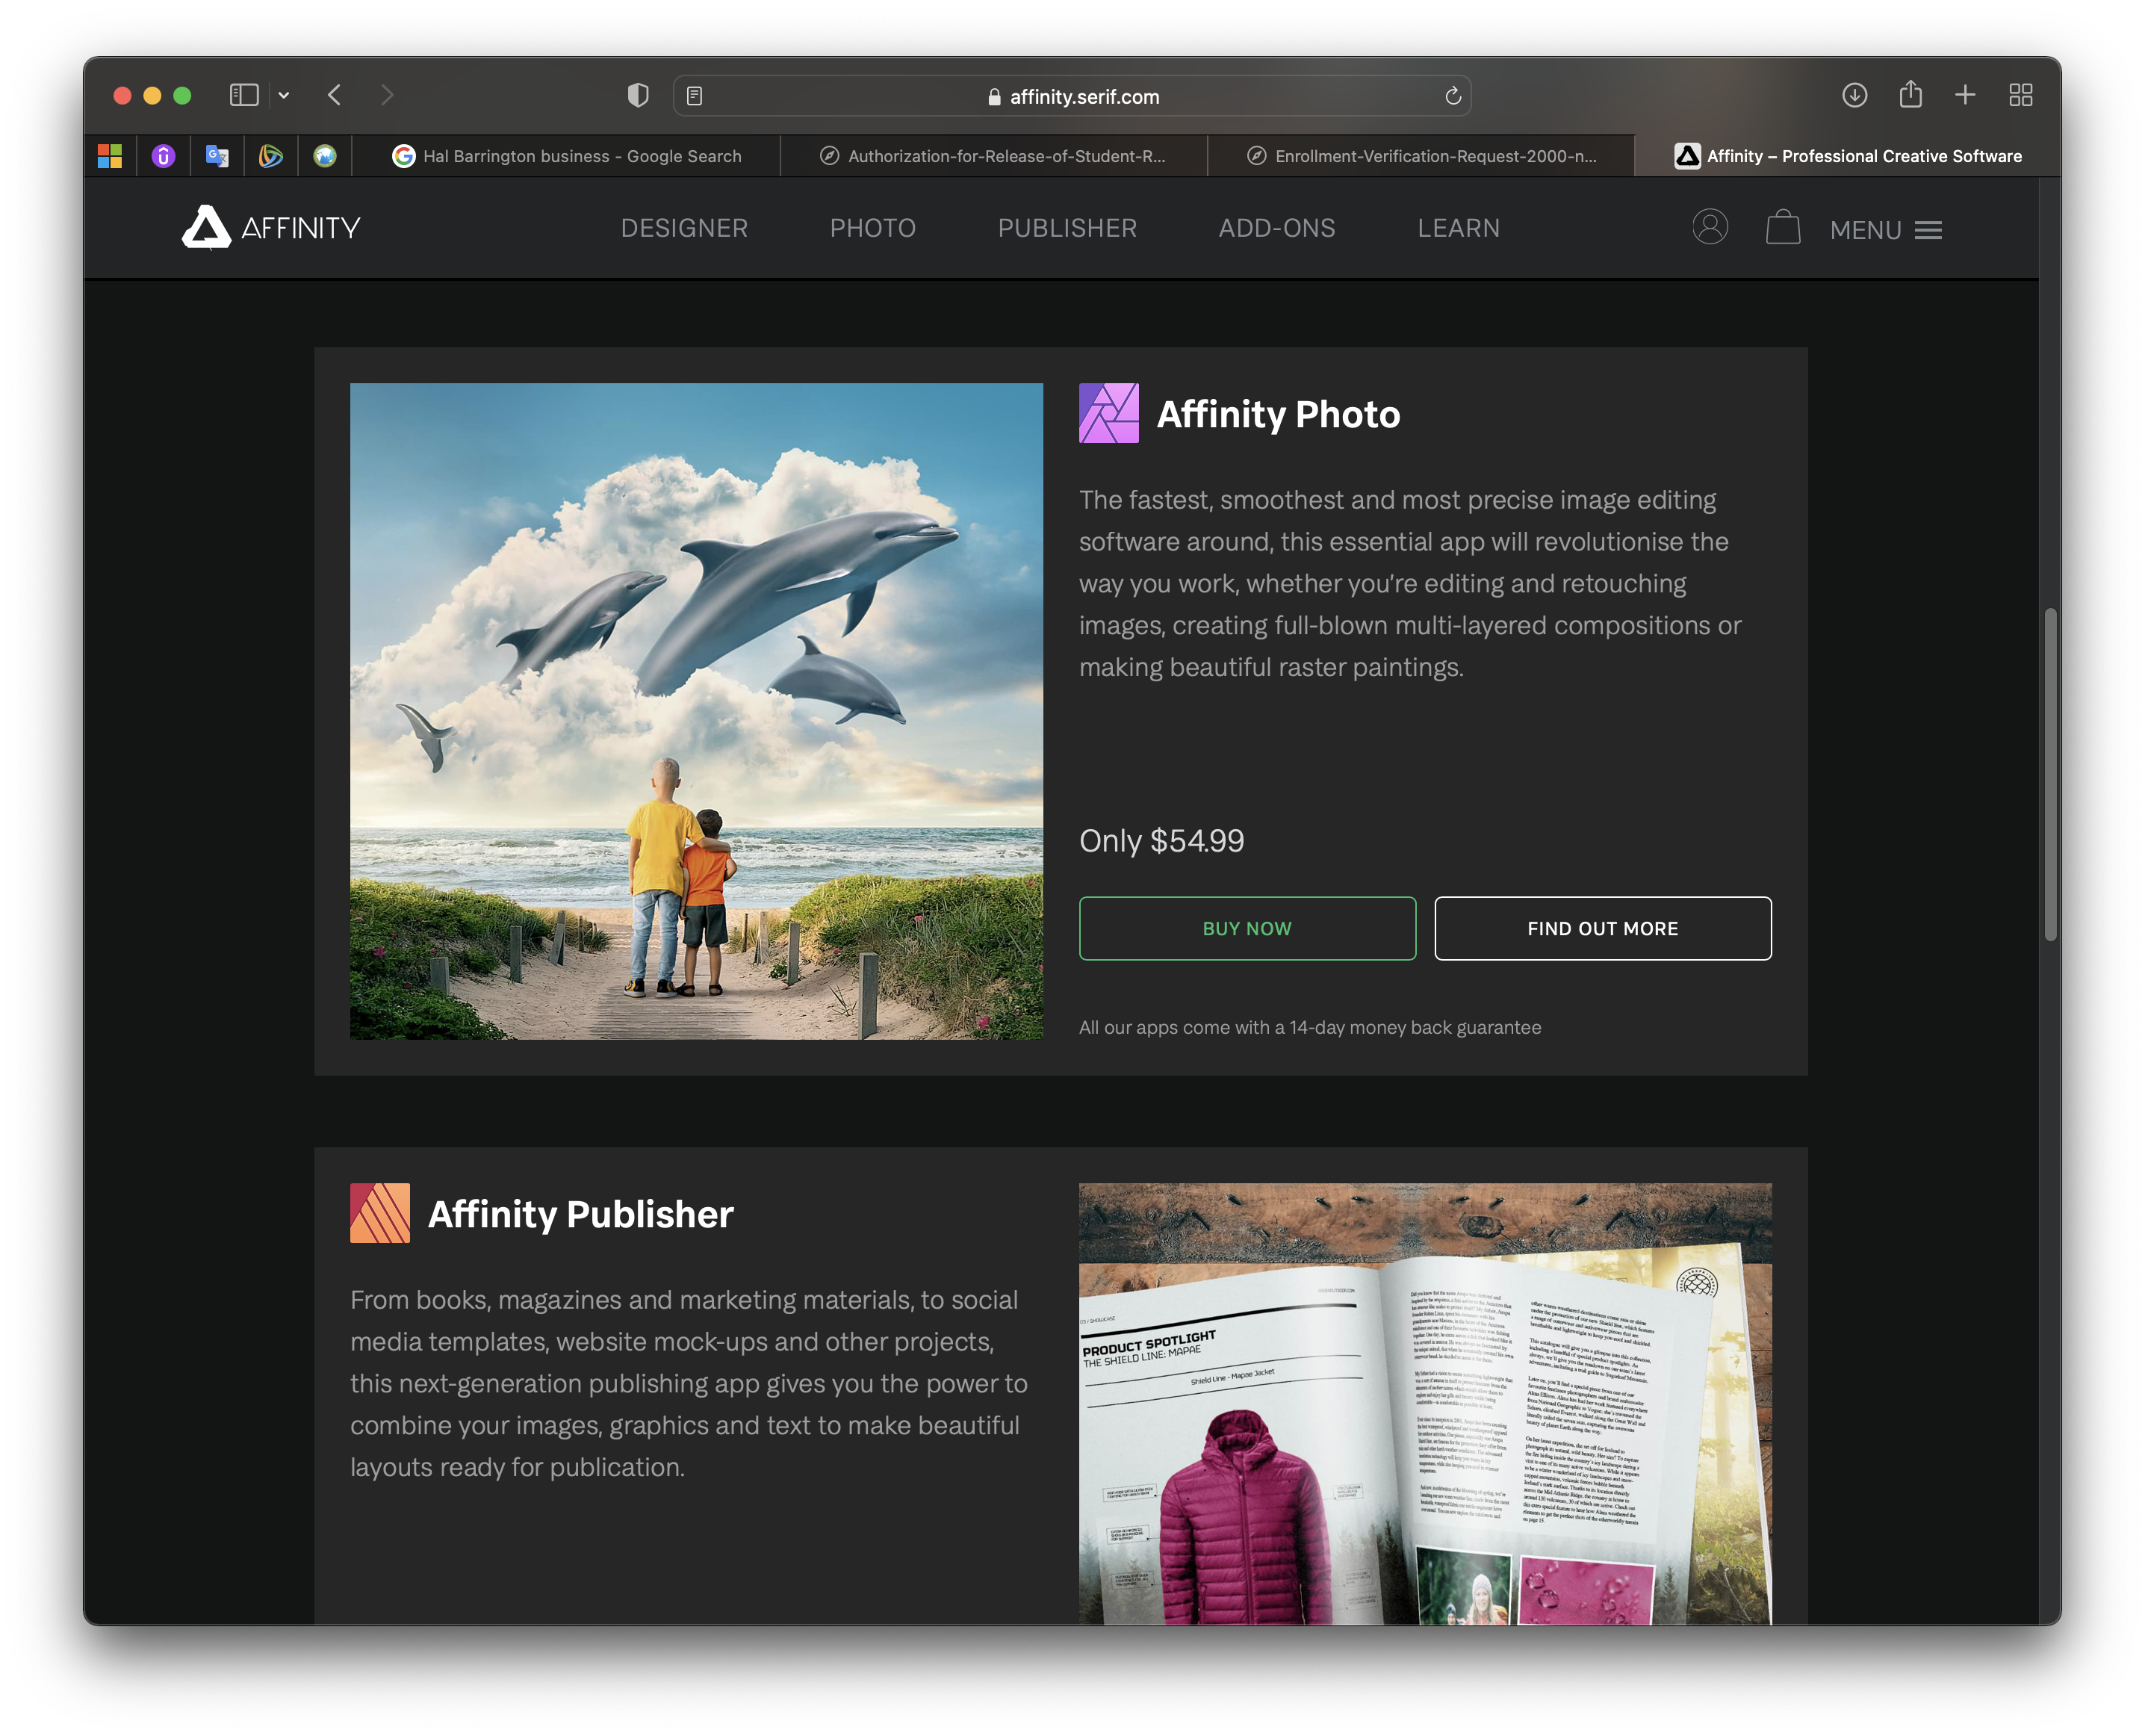 affinity.serif.com
Hal Barrington business - Google Search
Authorization-for-Release-of-Student-R...
Enrollment-Verification-Request-2000-n...
Affinity – Professional Creative Software
AFFINITY
DESIGNER
PHOTO
PUBLISHER
ADD-ONS
LEARN
MENU
Affinity Photo
The fastest, smoothest and most precise image editing
software around, this essential app will revolutionise the
way you work, whether you're editing and retouching
images, creating full-blown multi-layered compositions or
making beautiful raster paintings.
Only $54.99
BUY NOW
FIND OUT MORE
All our apps come with a 14-day money back guarantee
Affinity Publisher
From books, magazines and marketing materials, to social
media templates, website mock-ups and other projects,
this next-generation publishing app gives you the power to
combine your images, graphics and text to make beautiful
layouts ready for publication.
PRODUCT SPOTLIGHT
THE SHIELD LINE: MAPAE
Shield Line - Mapae Jacket